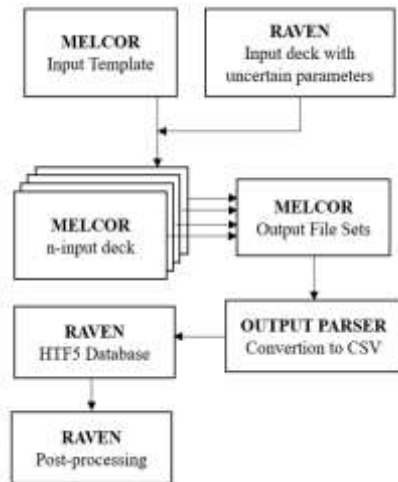 MELCOR
Input Template
RAVEN
Input deck with
uncertain parameters
MELCOR
n-input deck
MELCOR
Output File Sets
OUTPUT PARSER
Convertion to CSV
RAVEN
HTF5 Database
RAVEN
Post-processing